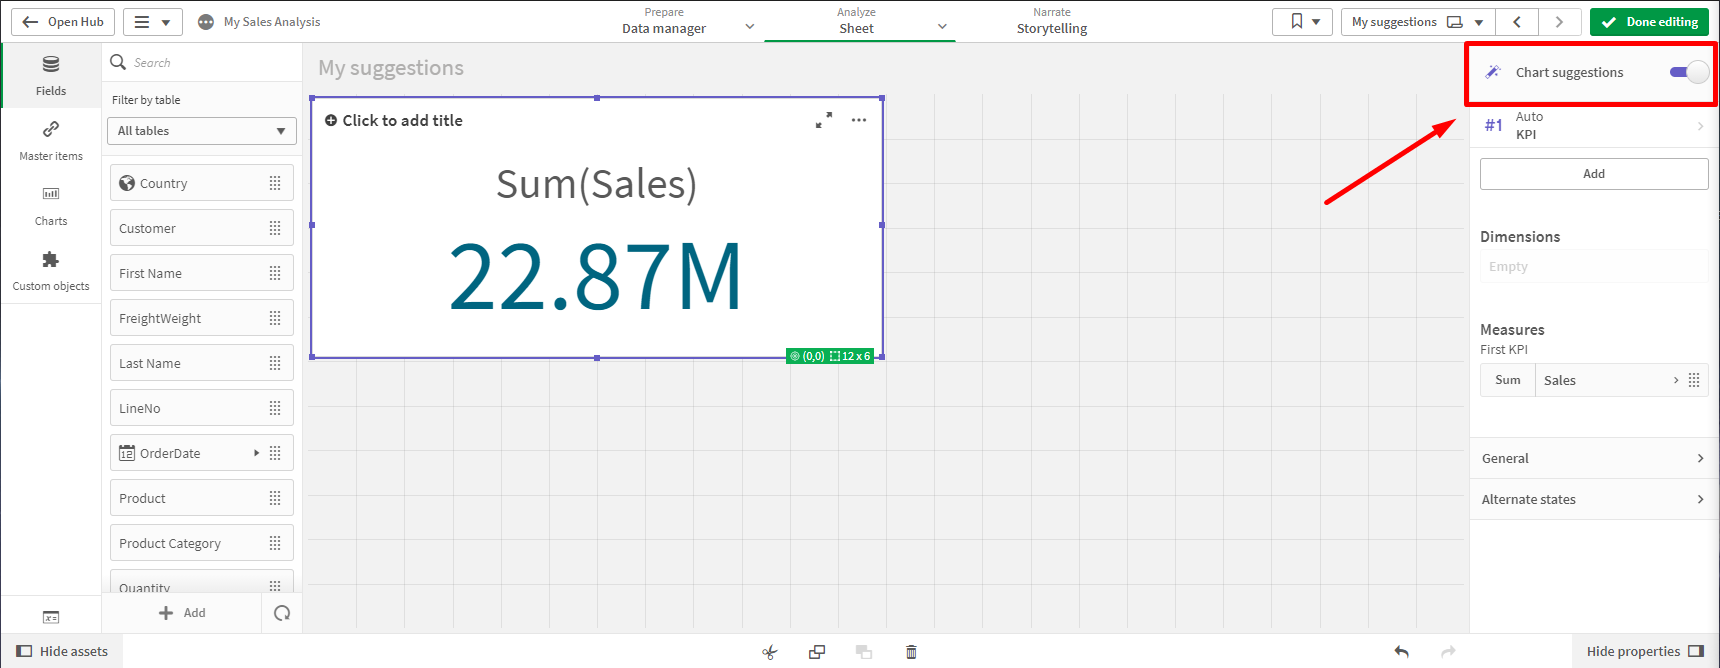 Open Hub
My Sales Analysis
Prepare
Data manager
Analyze
Sheet
Narrate
Storytelling
My suggestions
Done editing
Fields
Master items
Charts
Custom objects
Search
Filter by table
All tables
Country
Customer
First Name
FreightWeight
Last Name
LineNo
12 OrderDate
Product
Product Category
Quantity
Add
My suggestions
Click to add title
Sum(Sales)
22.87M
(0,0) 12 x 6
Chart suggestions
#1 Auto
KPI
Add
Dimensions
Empty
Measures
First KPI
Sum Sales
General
Alternate states
x=
Hide assets
Hide properties